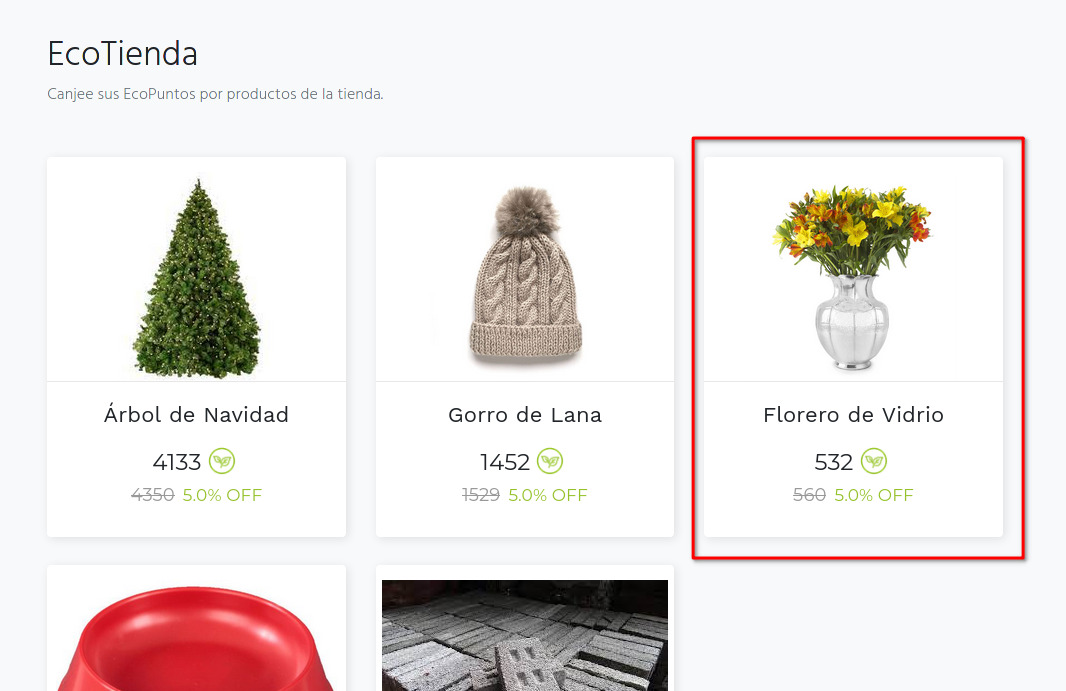 EcoTienda
Canjee sus EcoPuntos por productos de la tienda.
Árbol de Navidad
4133
4350 5.0% OFF
Gorro de Lana
1452
1529 5.0% OFF
Florero de Vidrio
532
560 5.0% OFF